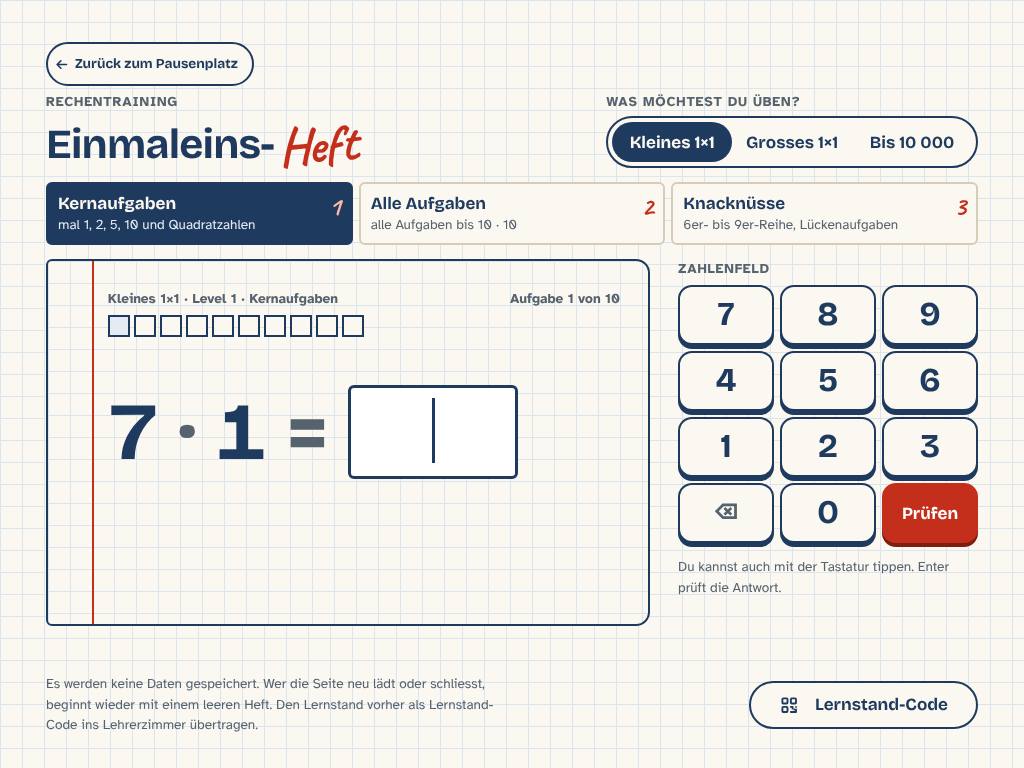 ← Zurück zum Pausenplatz
RECHENTRAINING
Einmaleins- Heft
WAS MÖCHTEST DU ÜBEN?
Kleines 1×1 Grosses 1×1 Bis 10 000
Kernaufgaben 1
mal 1, 2, 5, 10 und Quadratzahlen
Alle Aufgaben 2
alle Aufgaben bis 10 · 10
Knacknüsse 3
6er- bis 9er-Reihe, Lückenaufgaben
Kleines 1×1 · Level 1 · Kernaufgaben Aufgabe 1 von 10
7 · 1 =
ZAHLENFELD
7 8 9
4 5 6
1 2 3
0 Prüfen
Du kannst auch mit der Tastatur tippen. Enter
prüft die Antwort.
Es werden keine Daten gespeichert. Wer die Seite neu lädt oder schliesst,
beginnt wieder mit einem leeren Heft. Den Lernstand vorher als Lernstand-
Code ins Lehrerzimmer übertragen.
Lernstand-Code